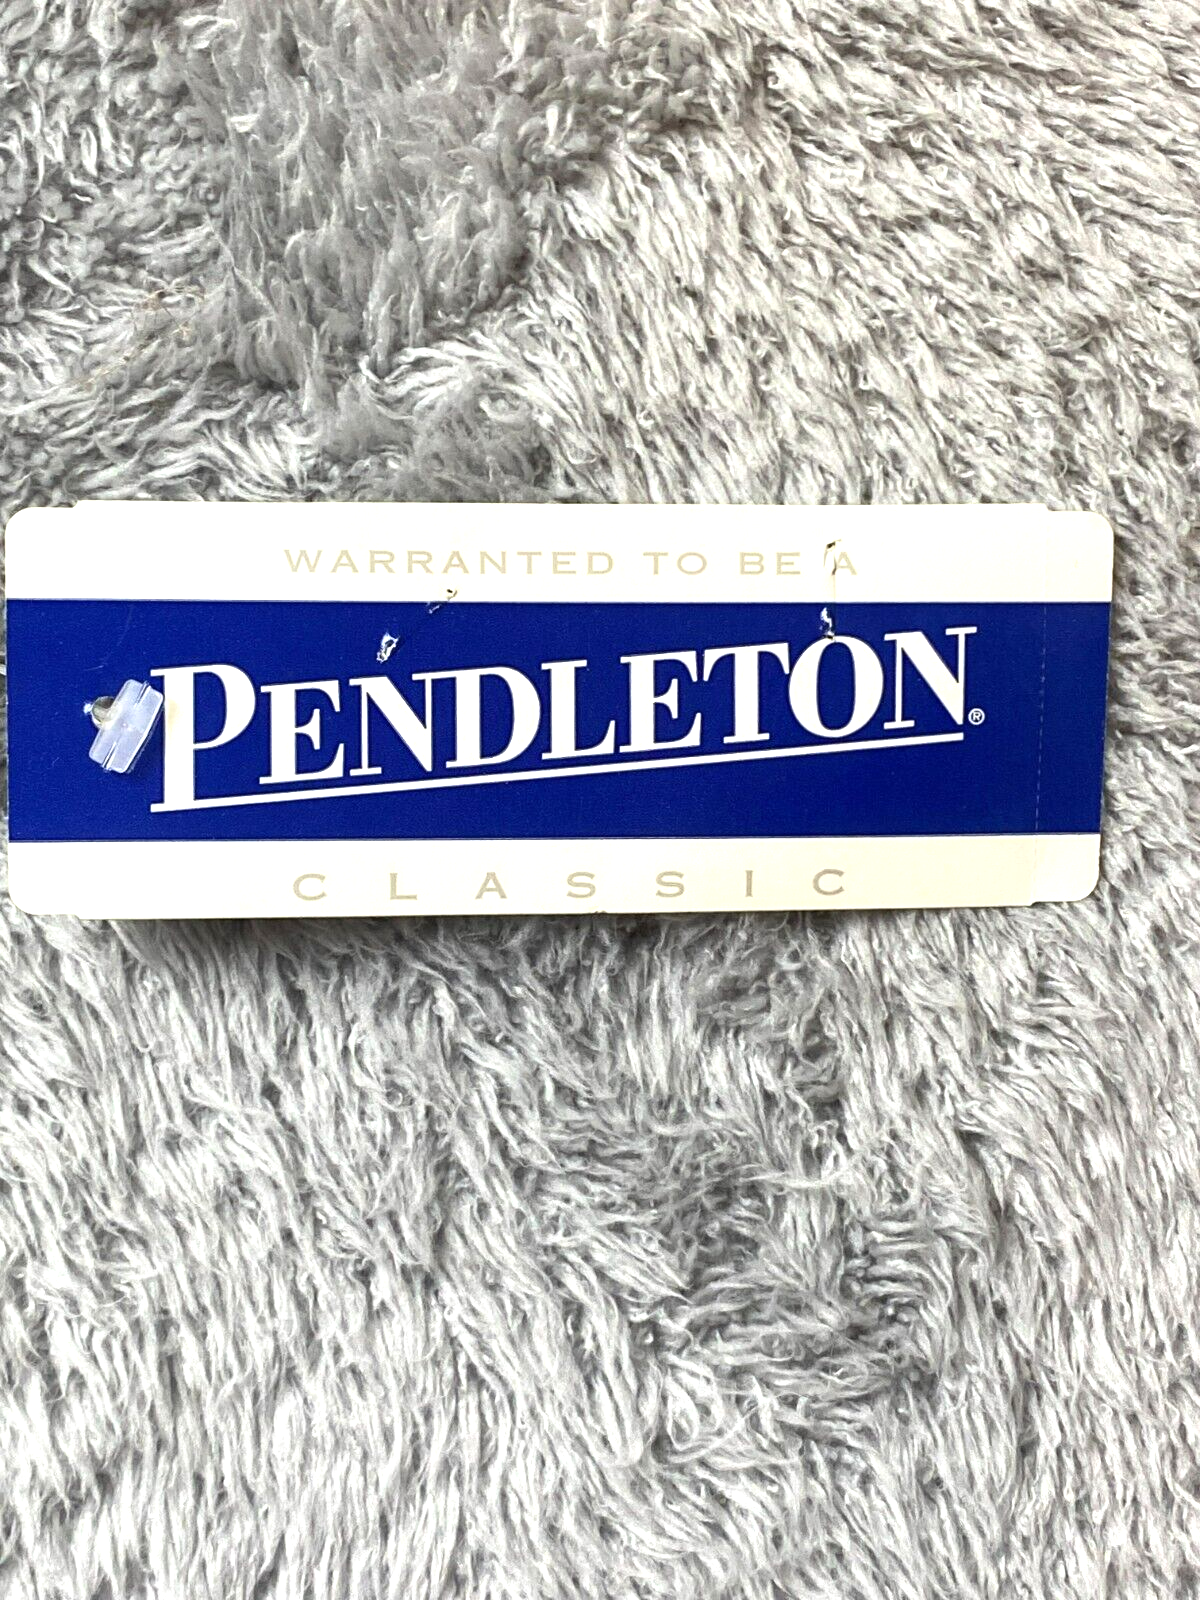 WARRANTED TO BE A
PENDLETON®
CLASSIC